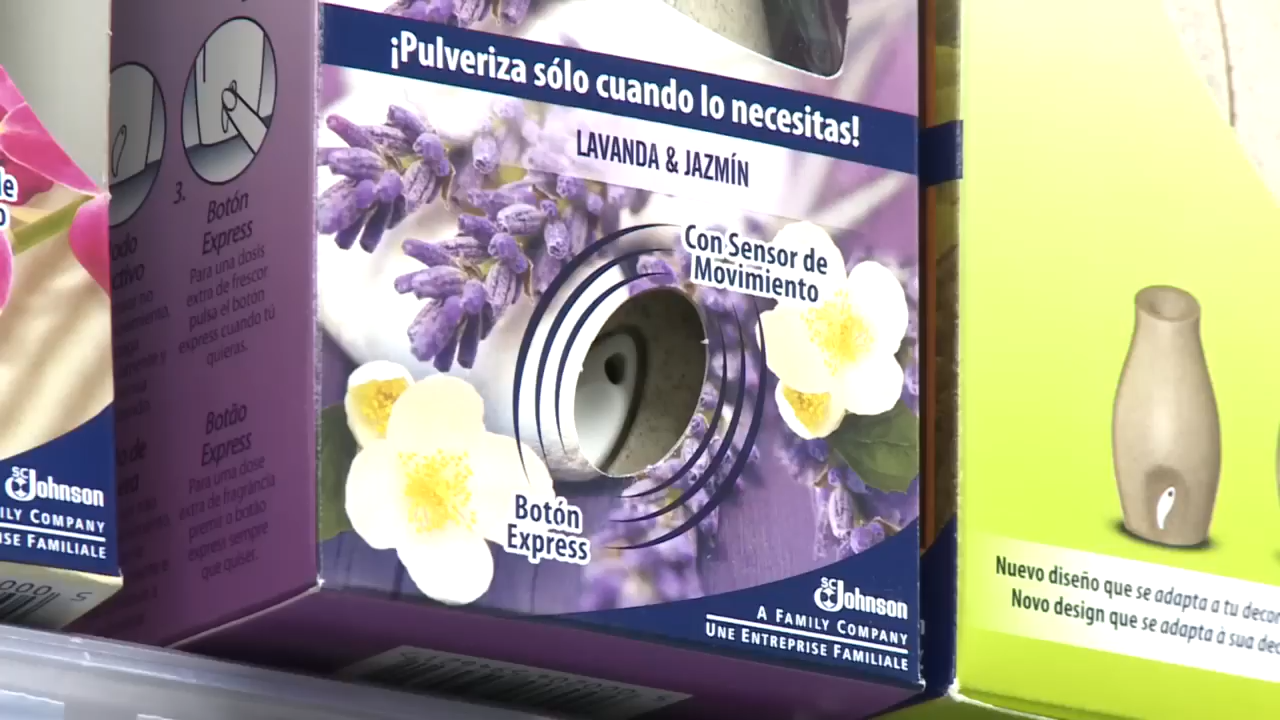 ¡Pulveriza sólo cuando lo necesitas!
LAVANDA & JAZMÍN
Con Sensor de
Movimiento
Botón
Express
SC Johnson
A FAMILY COMPANY
UNE ENTREPRISE FAMILIALE
3.
Botón
Express
Para una dosis
extra de frescor
pulsa el botón
express cuando tú
quieras.
Botão
Express
Para uma dose
extra de fragrância
premir o botão
express sempre
que quiser.
SC Johnson
ILY COMPANY
ISE FAMILIALE
Nuevo diseño que se adapta a tu decor
Novo design que se adapta à sua dec